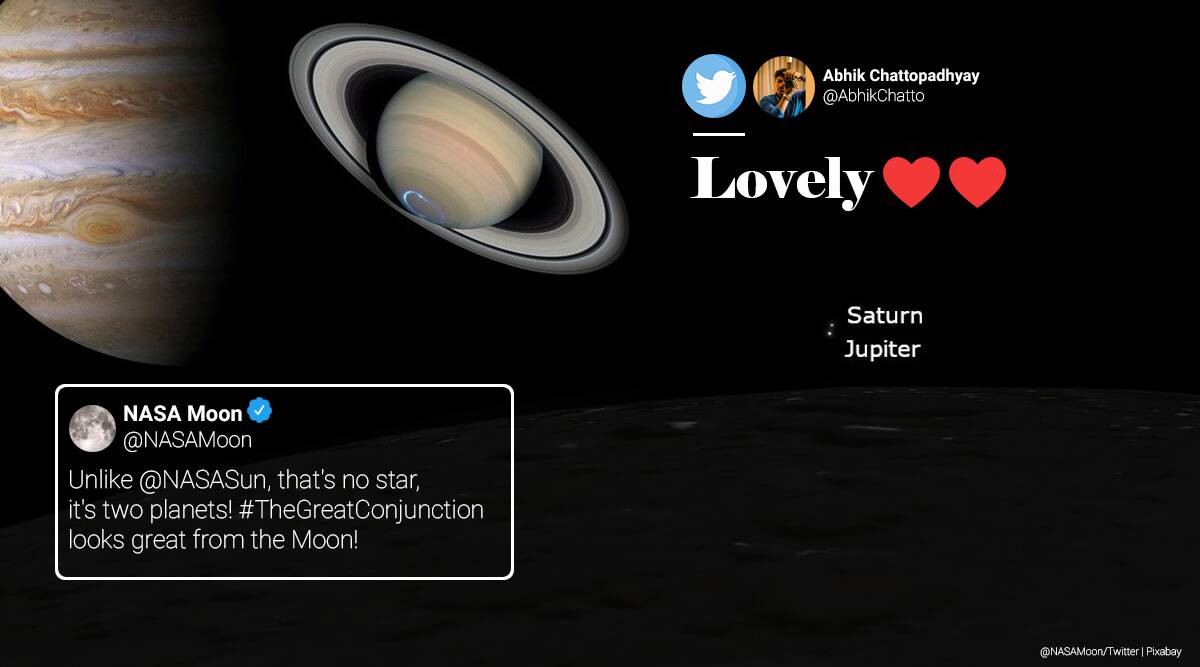 Abhik Chattopadhyay
@AbhikChatto
Lovely❤️❤️
Saturn
Jupiter
NASA Moon
@NASAMoon
Unlike @NASASun, that's no star,
it's two planets! #TheGreatConjunction
looks great from the Moon!
@NASAMoon/Twitter | Pixabay